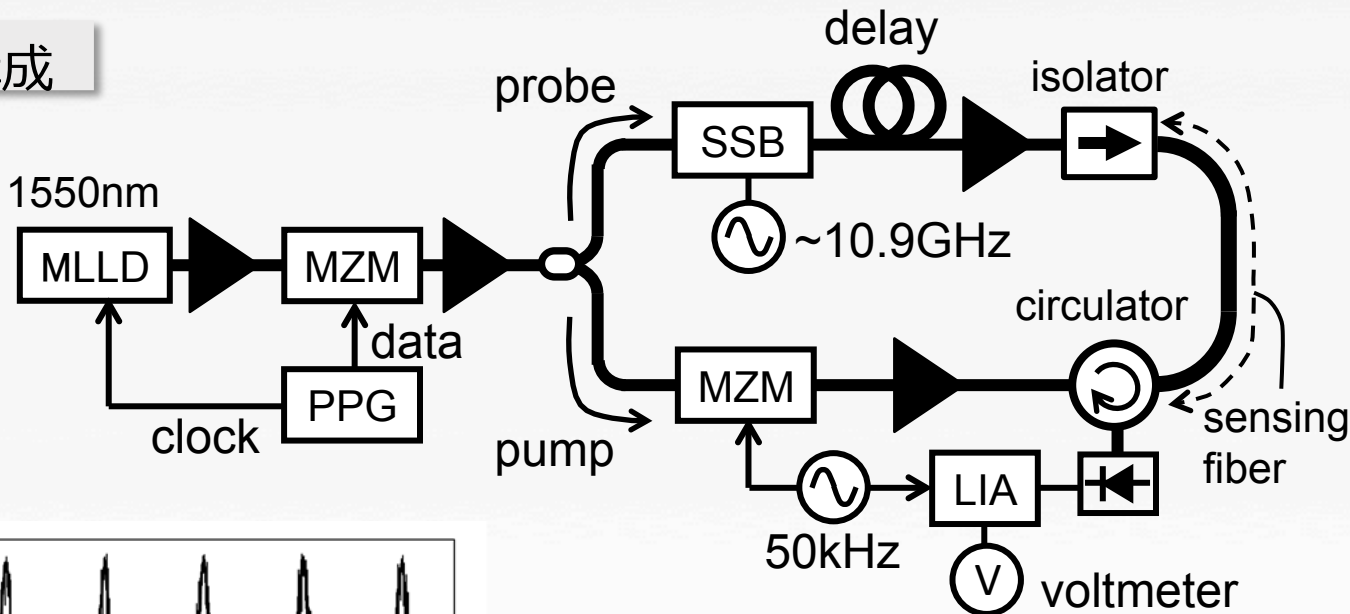 成
delay
probe
isolator
SSB
1550nm
~10.9GHz
MLLD
MZM
circulator
data
MZM
PPG
clock
sensing
fiber
pump
LIA
50kHz
V
voltmeter